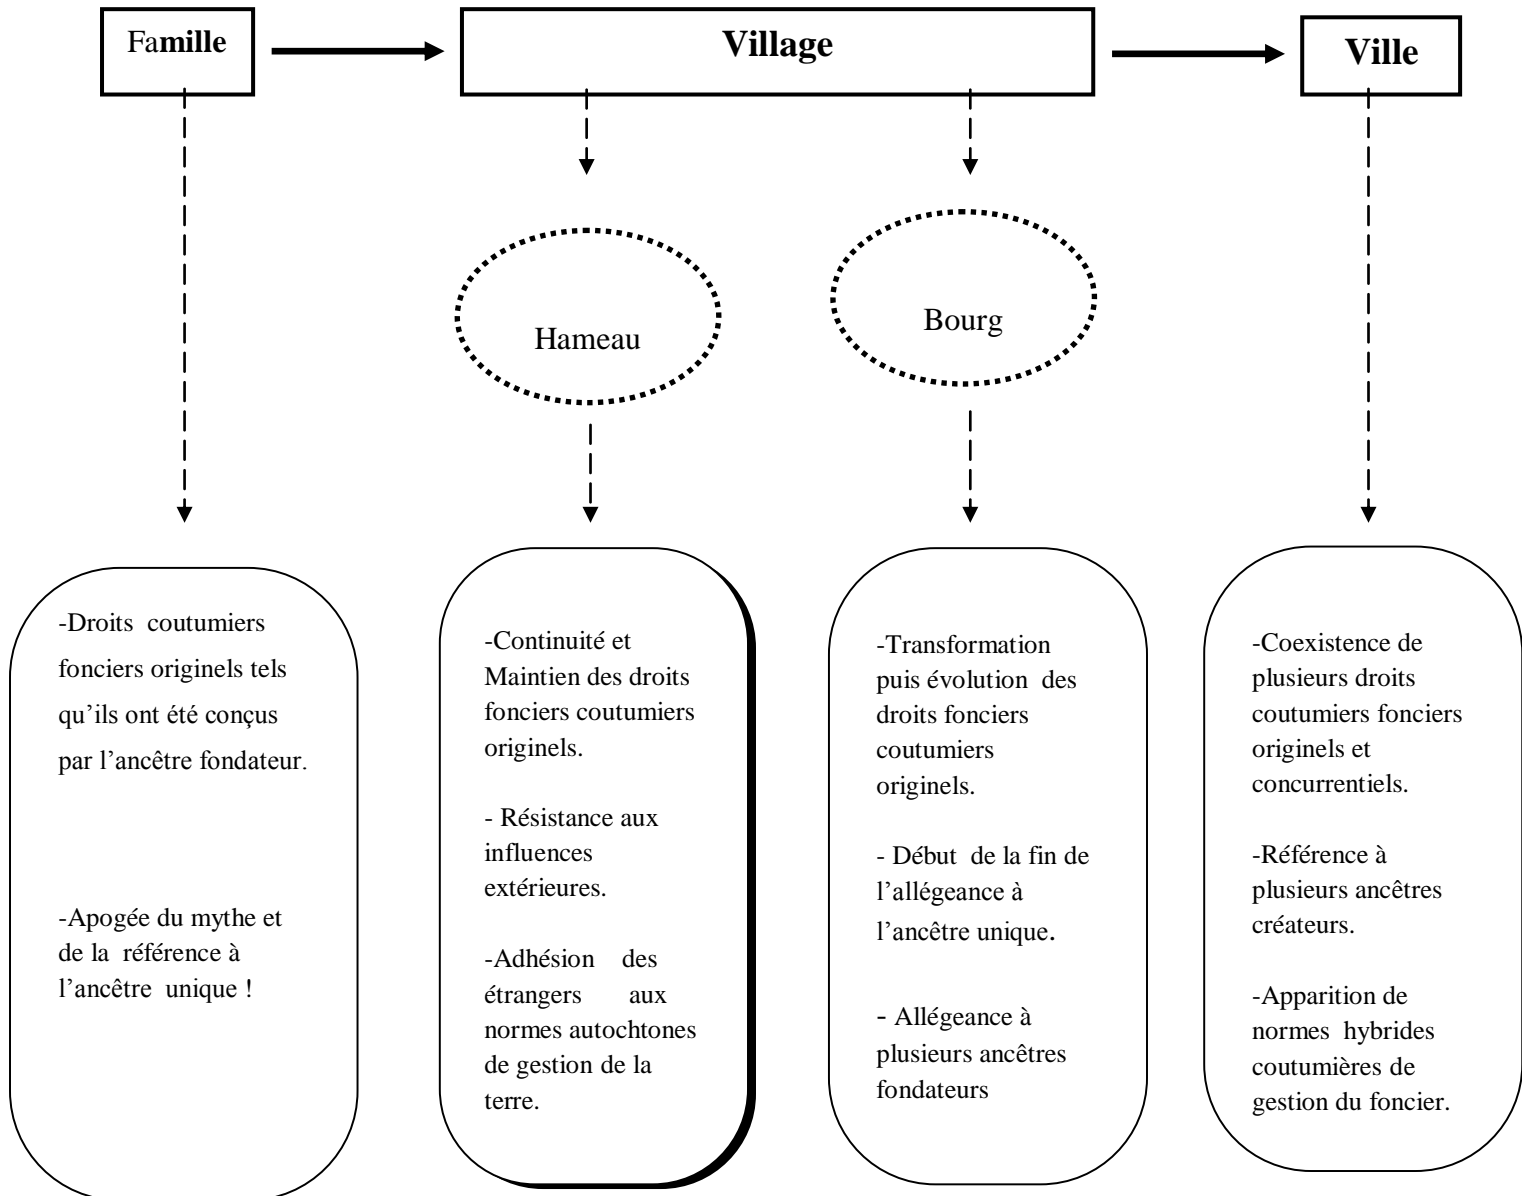 Famille
Village
Ville
Hameau
Bourg
-Droits coutumiers
fonciers originels tels
qu’ils ont été conçus
par l’ancêtre fondateur.
-Apogée du mythe et
de la référence à
l’ancêtre unique !
-Continuité et
Maintien des droits
fonciers coutumiers
originels.
- Résistance aux
influences
extérieures.
-Adhésion des
étrangers aux
normes autochtones
de gestion de la
terre.
-Transformation
puis évolution des
droits fonciers
coutumiers
originels.
- Début de la fin de
l’allégeance à
l’ancêtre unique.
- Allégeance à
plusieurs ancêtres
fondateurs
-Coexistence de
plusieurs droits
coutumiers fonciers
originels et
concurrentiels.
-Référence à
plusieurs ancêtres
créateurs.
-Apparition de
normes hybrides
coutumières de
gestion du foncier.